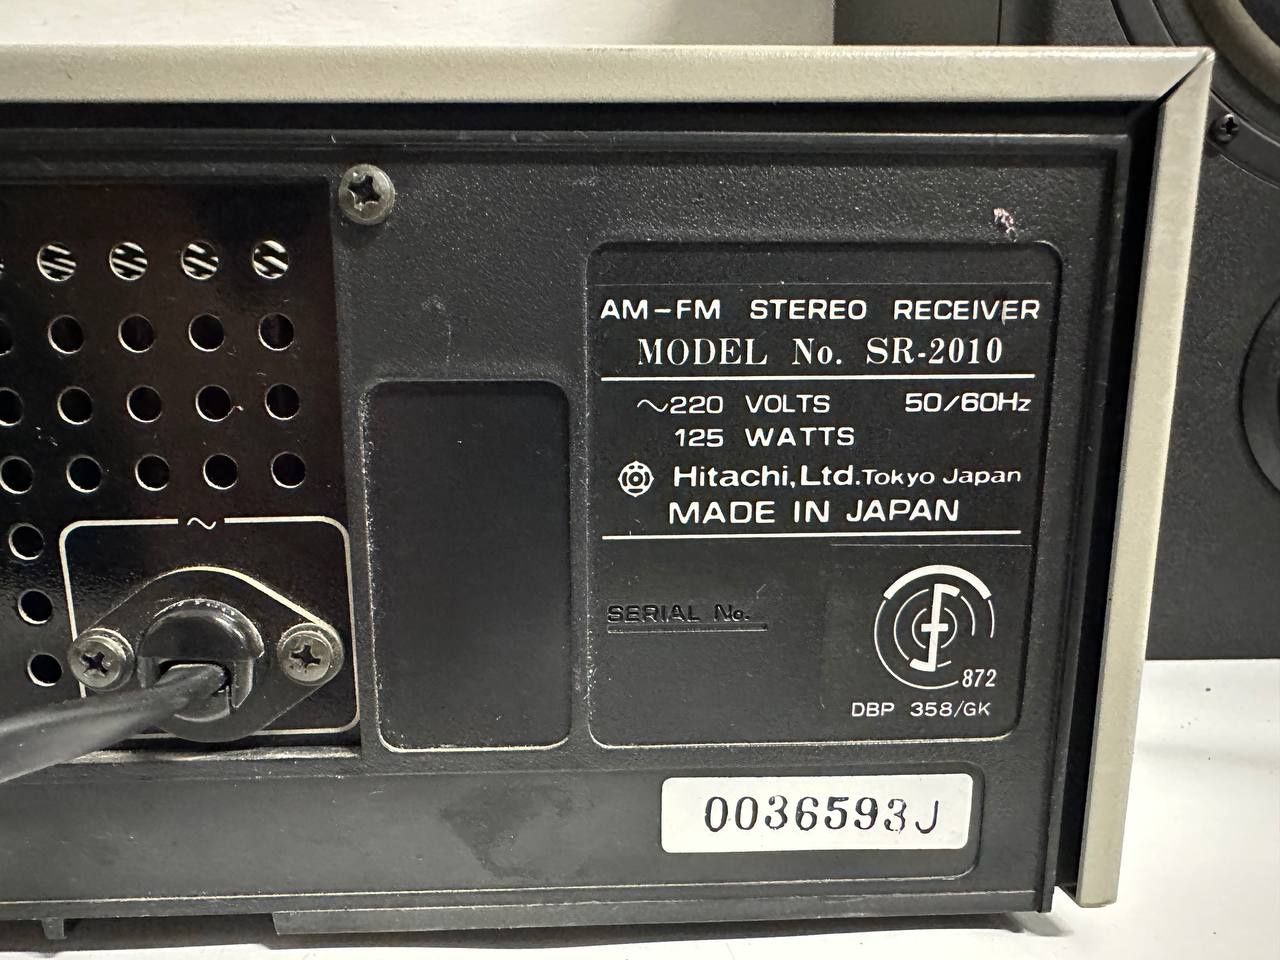 AM-FM STEREO RECEIVER
MODEL No. SR-2010
~220 VOLTS 50/60Hz
125 WATTS
Hitachi, Ltd. Tokyo Japan
MADE IN JAPAN
~
SERIAL No.
872
DBP 358/GK
0036593J